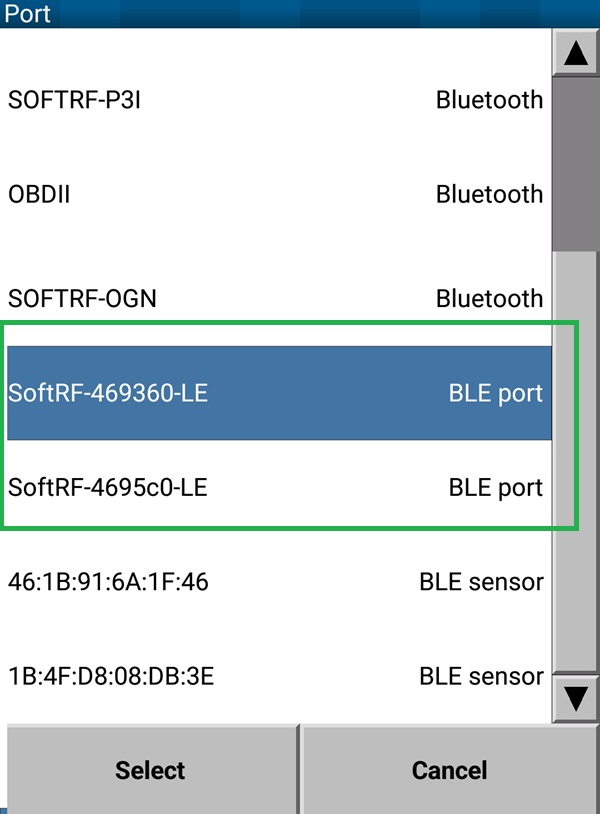 Port
SOFTRF-P3I Bluetooth
OBDII Bluetooth
SOFTRF-OGN Bluetooth
SoftRF-469360-LE BLE port
SoftRF-4695c0-LE BLE port
46:1B:91:6A:1F:46 BLE sensor
1B:4F:D8:08:DB:3E BLE sensor
Select Cancel